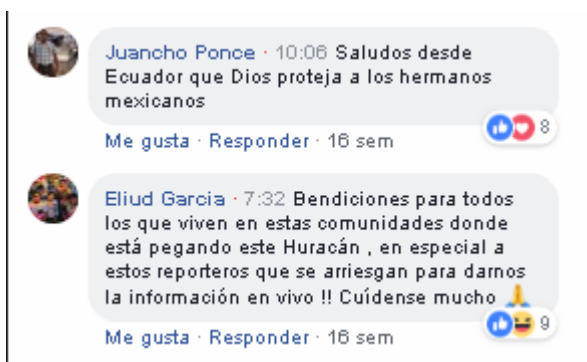 Juancho Ponce · 10:06 Saludos desde
Ecuador que Dios proteja a los hermanos
mexicanos
8
Me gusta · Responder · 16 sem
Eliud Garcia · 7:32 Bendiciones para todos
los que viven en estas comunidades donde
está pegando este Huracán , en especial a
estos reporteros que se arriesgan para darnos
la información en vivo !! Cuídense mucho 🙏
9
Me gusta · Responder · 16 sem